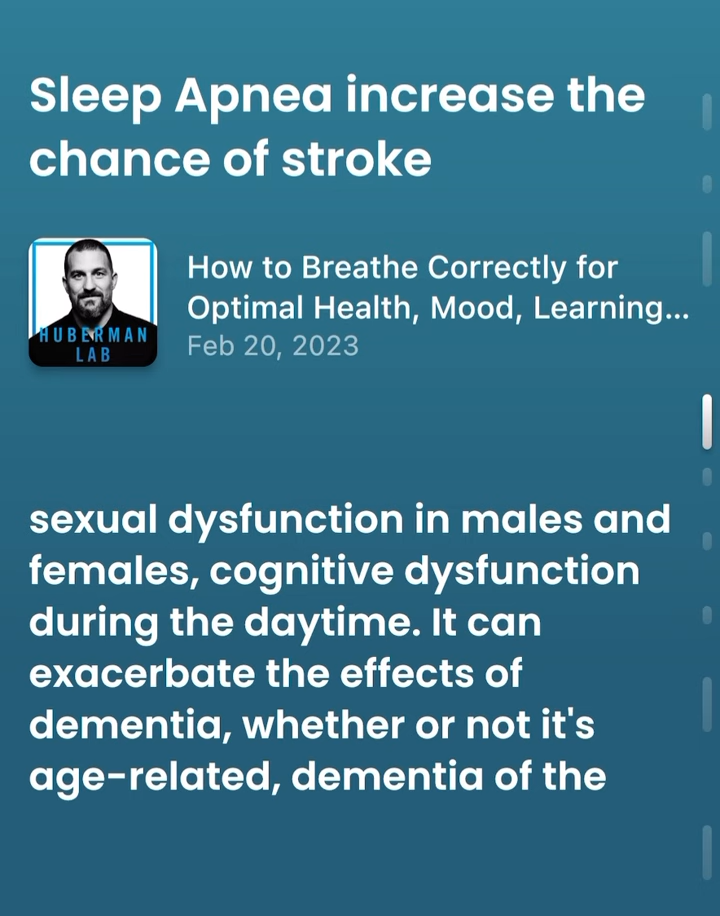 Sleep Apnea increase the
chance of stroke
HUBERMAN
LAB
How to Breathe Correctly for
Optimal Health, Mood, Learning...
Feb 20, 2023
sexual dysfunction in males and
females, cognitive dysfunction
during the daytime. It can
exacerbate the effects of
dementia, whether or not it's
age-related, dementia of the